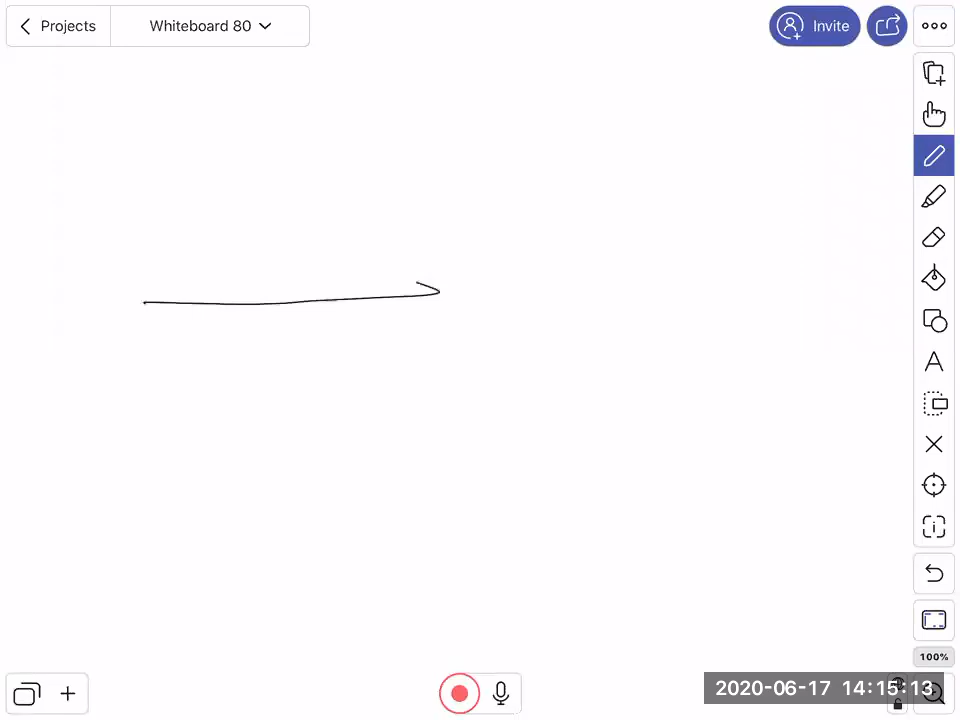 Projects
Whiteboard 80
Invite
A
100%
2020-06-17 14:15:13